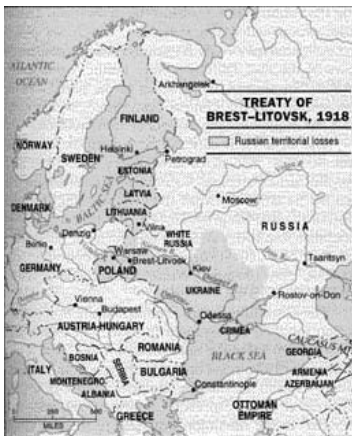 ATLANTIC
OCEAN
Arkhangelsk
TREATY OF
BREST–LITOVSK, 1918
Russian territorial losses
FINLAND
NORWAY
SWEDEN
Helsinki
Petrograd
ESTONIA
BALTIC SEA
LATVIA
Moscow
DENMARK
LITHUANIA
Vilna
RUSSIA
Danzig
WHITE
RUSSIA
Berlin
Warsaw
Brest-Litovsk
GERMANY
POLAND
Kiev
Tsaritsyn
UKRAINE
Vienna
Rostov-on-Don
Budapest
Odessa
AUSTRIA-HUNGARY
CRIMEA
ROMANIA
CAUCASUS M
BOSNIA
BLACK SEA
GEORGIA
ITALY
SERBIA
BULGARIA
ARMENIA
MONTENEGRO
AZERBAIJAN
ALBANIA
Constantinople
GREECE
OTTOMAN
EMPIRE
MILES